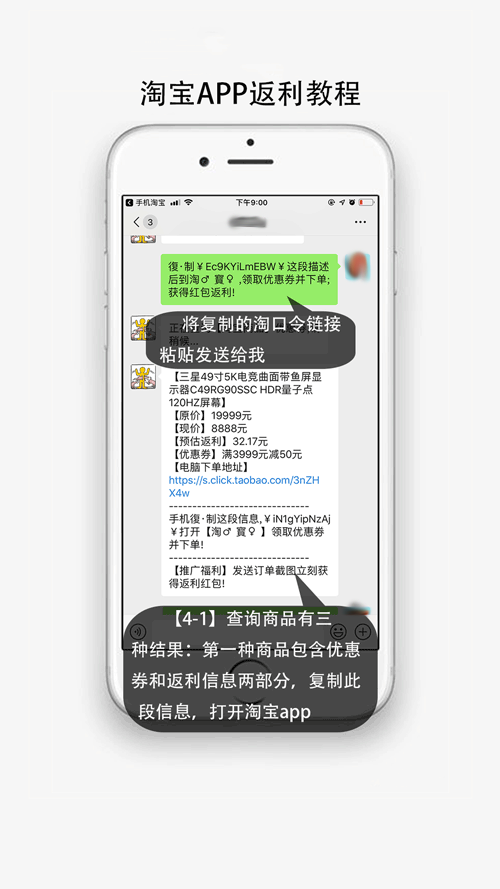 淘宝APP返利教程
手机淘宝
下午9:00
3
復·制￥Ec9KYiLmEBW￥这段描述
后到淘♂寳♀,领取优惠券并下单;
获得红包返利!
将复制的淘口令链接
粘贴发送给我
稍候...
【三星49寸5K电竞曲面带鱼屏显
示器C49RG90SSC HDR量子点
120HZ屏幕】
【原价】19999元
【现价】8888元
【预估返利】32.17元
【优惠券】满3999元减50元
【电脑下单地址】
https://s.click.taobao.com/3nZH
X4w
------------------------------
手机復·制这段信息,￥iN1gYipNzAj
￥打开【淘♂寳♀】领取优惠券
并下单!
------------------------------
【推广福利】发送订单截图立刻获
得返利红包!
【4-1】查询商品有三
种结果：第一种商品包含优惠
券和返利信息两部分，复制此
段信息，打开淘宝app